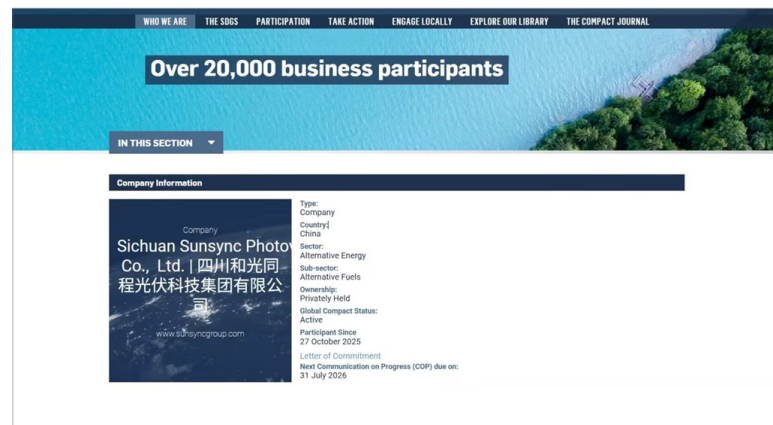 WHO WE ARE THE SDGS PARTICIPATION TAKE ACTION ENGAGE LOCALLY EXPLORE OUR LIBRARY THE COMPACT JOURNAL
Over 20,000 business participants
IN THIS SECTION
Company Information
Company
Sichuan Sunsync Photov
Co., Ltd. | 四川和光同
程光伏科技集团有限公
司
www.sunsyncgroup.com
Type:
Company
Country:
China
Sector:
Alternative Energy
Sub-sector:
Alternative Fuels
Ownership:
Privately Held
Global Compact Status:
Active
Participant Since
27 October 2025
Letter of Commitment
Next Communication on Progress (COP) due on:
31 July 2026